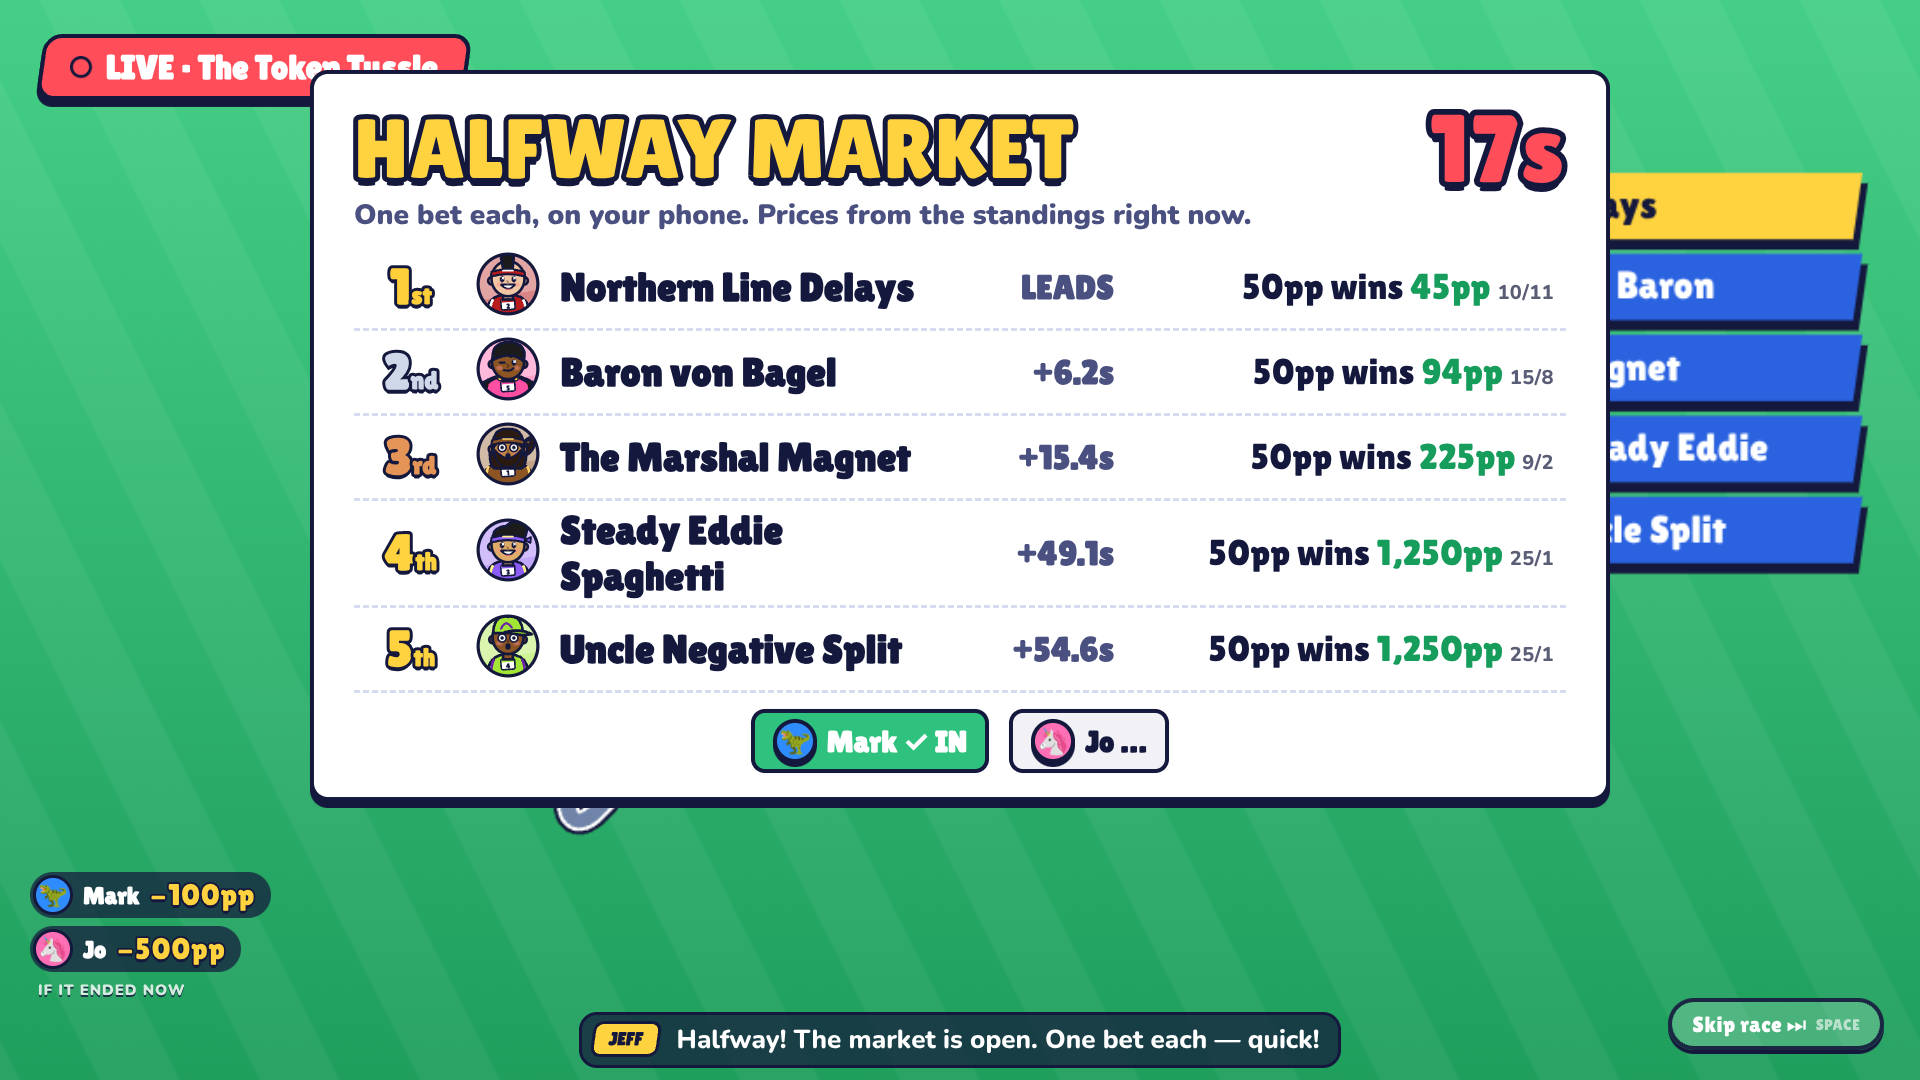 LIVE · The Token Tussle
HALFWAY MARKET
17s
One bet each, on your phone. Prices from the standings right now.
1st Northern Line Delays LEADS 50pp wins 45pp 10/11
2nd Baron von Bagel +6.2s 50pp wins 94pp 15/8
3rd The Marshal Magnet +15.4s 50pp wins 225pp 9/2
4th Steady Eddie
Spaghetti +49.1s 50pp wins 1,250pp 25/1
5th Uncle Negative Split +54.6s 50pp wins 1,250pp 25/1
Mark ✓ IN
Jo ...
ays
Baron
gnet
ady Eddie
cle Split
Mark –100pp
Jo –500pp
IF IT ENDED NOW
JEFF Halfway! The market is open. One bet each — quick!
Skip race ⏭ SPACE